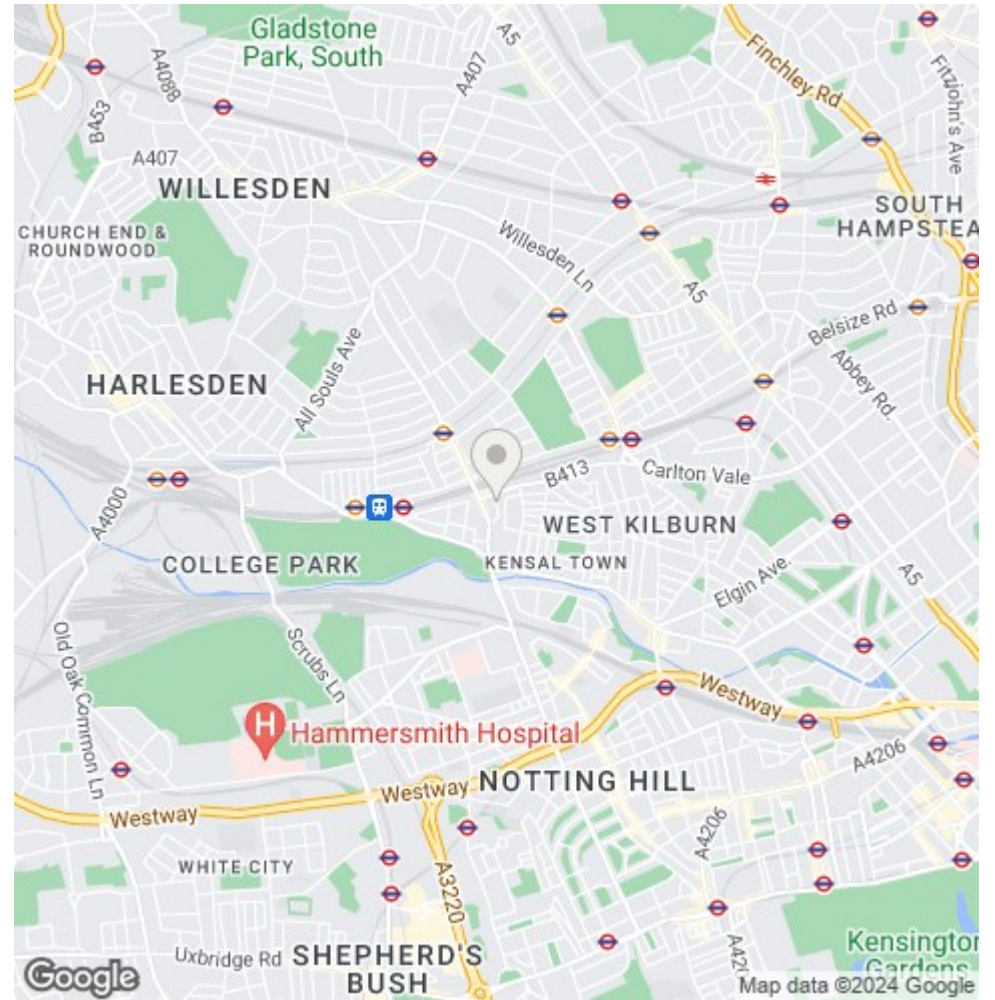 Gladstone
Park, South
A5
A407
A4088
B453
Finchley Rd
Fitzjohn's Ave
A407
WILLESDEN
CHURCH END &
ROUNDWOOD
SOUTH
HAMPSTEA
Willesden Ln
A5
Belsize Rd
Abbey Rd.
All Souls Ave
HARLESDEN
B413
Carlton Vale
A4000
WEST KILBURN
COLLEGE PARK
KENSAL TOWN
Elgin Ave.
A5
Old Oak Common Ln
Scrubs Ln
Westway
H
Hammersmith Hospital
A4206
Westway
NOTTING HILL
Westway
A4206
WHITE CITY
A3220
Uxbridge Rd
SHEPHERD'S
BUSH
Kensington
Gardens
Google
Map data ©2024 Google